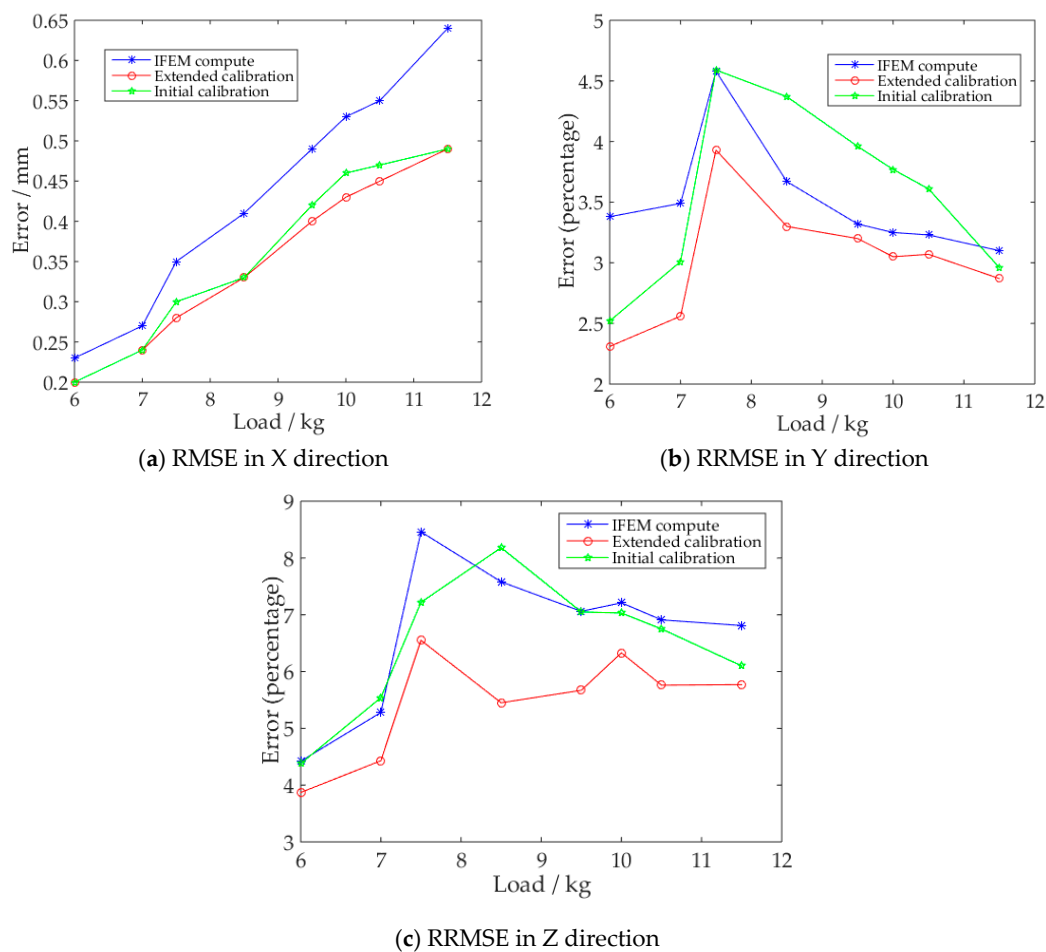 0.65
0.6
0.55
0.5
0.45
0.4
0.35
0.3
0.25
0.2
Error / mm
IFEM compute
Extended calibration
Initial calibration
6 7 8 9 10 11 12
Load / kg
(a) RMSE in X direction
5
4.5
4
3.5
3
2.5
2
Error (percentage)
IFEM compute
Extended calibration
Initial calibration
6 7 8 9 10 11 12
Load / kg
(b) RRMSE in Y direction
9
8
7
6
5
4
3
Error (percentage)
IFEM compute
Extended calibration
Initial calibration
6 7 8 9 10 11 12
Load / kg
(c) RRMSE in Z direction